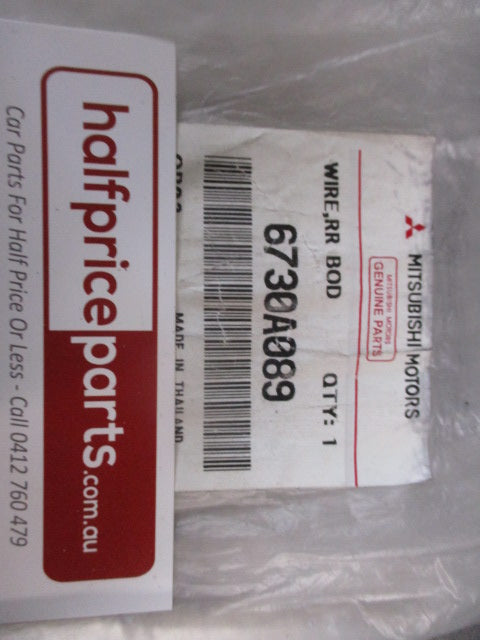 MITSUBISHI MOTORS
MITSUBISHI MOTORS
GENUINE PARTS
WIRE,RR BOD QTY: 1
6730A089
MADE IN THAILAND
halfpriceparts.com.au
Car Parts For Half Price Or Less - Call 0412 760 479